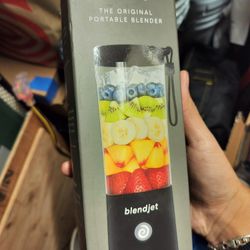 THE ORIGINAL
PORTABLE BLENDER
blendjet